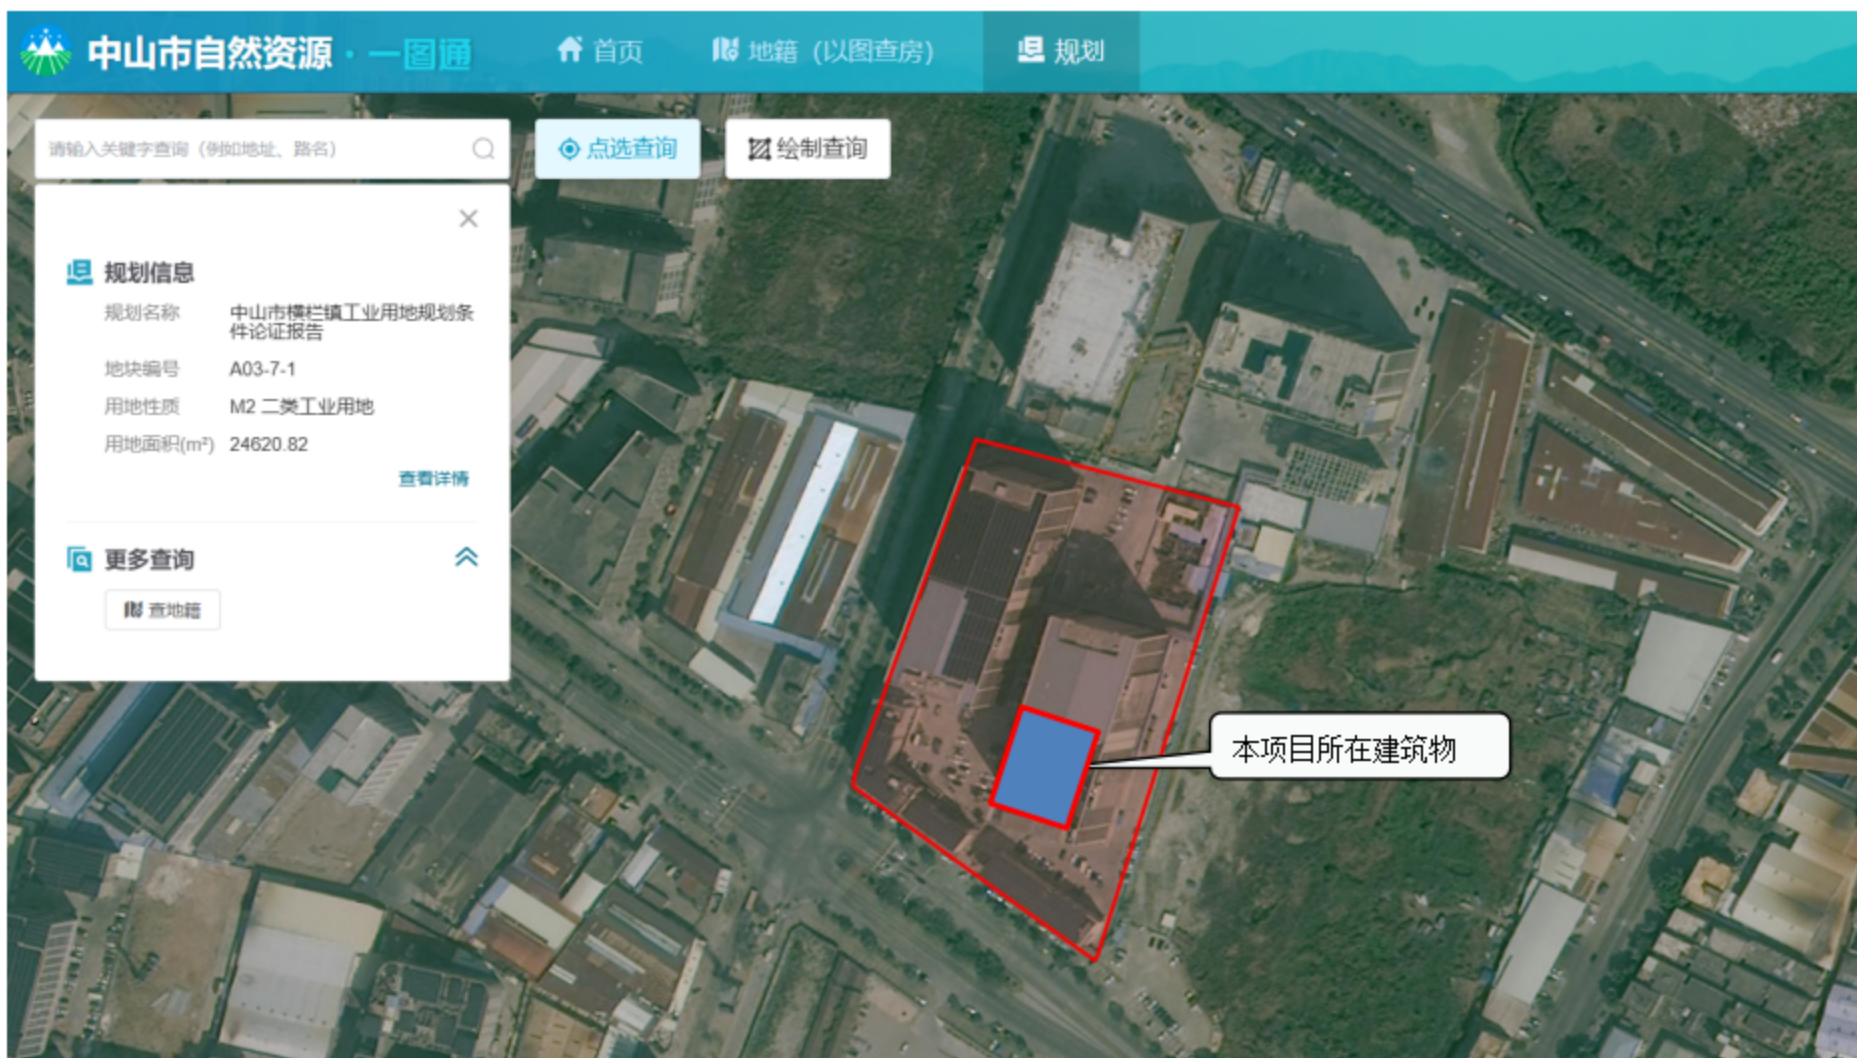 中山市自然资源·一图通
首页
地籍（以图查房）
规划
请输入关键字查询（例如地址、路名）
点选查询
绘制查询
规划信息
规划名称 中山市横栏镇工业用地规划条
件论证报告
地块编号 A03-7-1
用地性质 M2 二类工业用地
用地面积(m²) 24620.82
查看详情
更多查询
查地籍
本项目所在建筑物